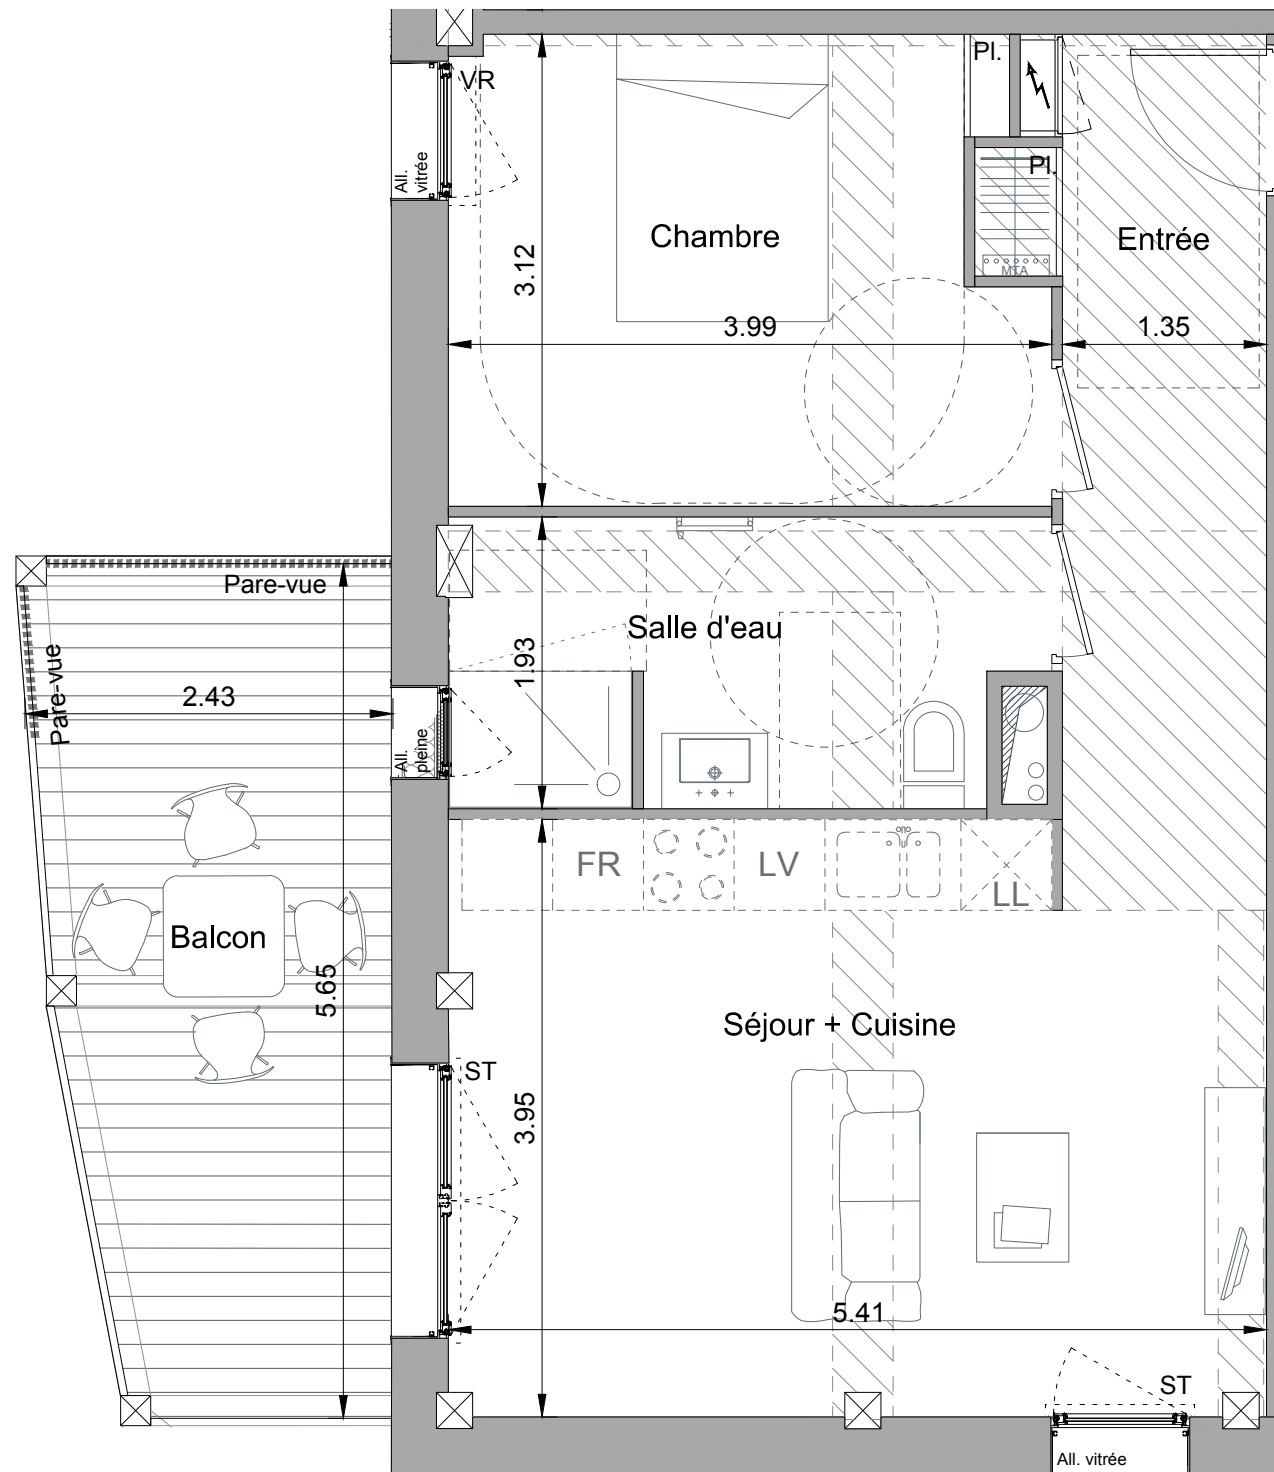 Pl.
VR
All.
vitrée
Pl.
Chambre
Entrée
3.12
MTA
3.99
1.35
Pare-vue
Salle d'eau
1.93
Pare-vue
2.43
All.
pleine
FR
LV
LL
Balcon
5.65
Séjour + Cuisine
ST
3.95
5.41
ST
All. vitrée